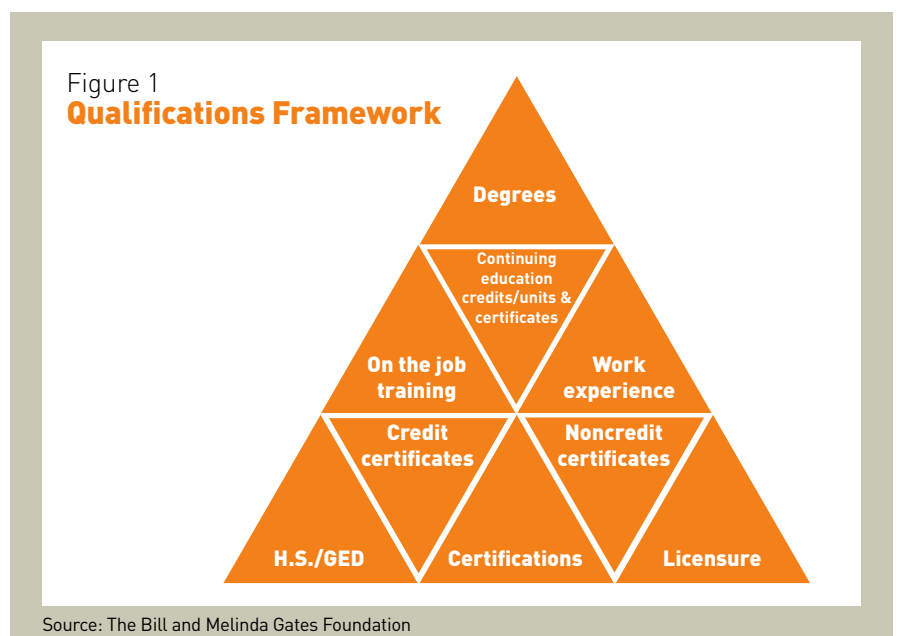 Figure 1
Qualifications Framework
Degrees
Continuing
education
credits/units &
certificates
On the job
training
Work
experience
Credit
certificates
Noncredit
certificates
H.S./GED
Certifications
Licensure
Source: The Bill and Melinda Gates Foundation